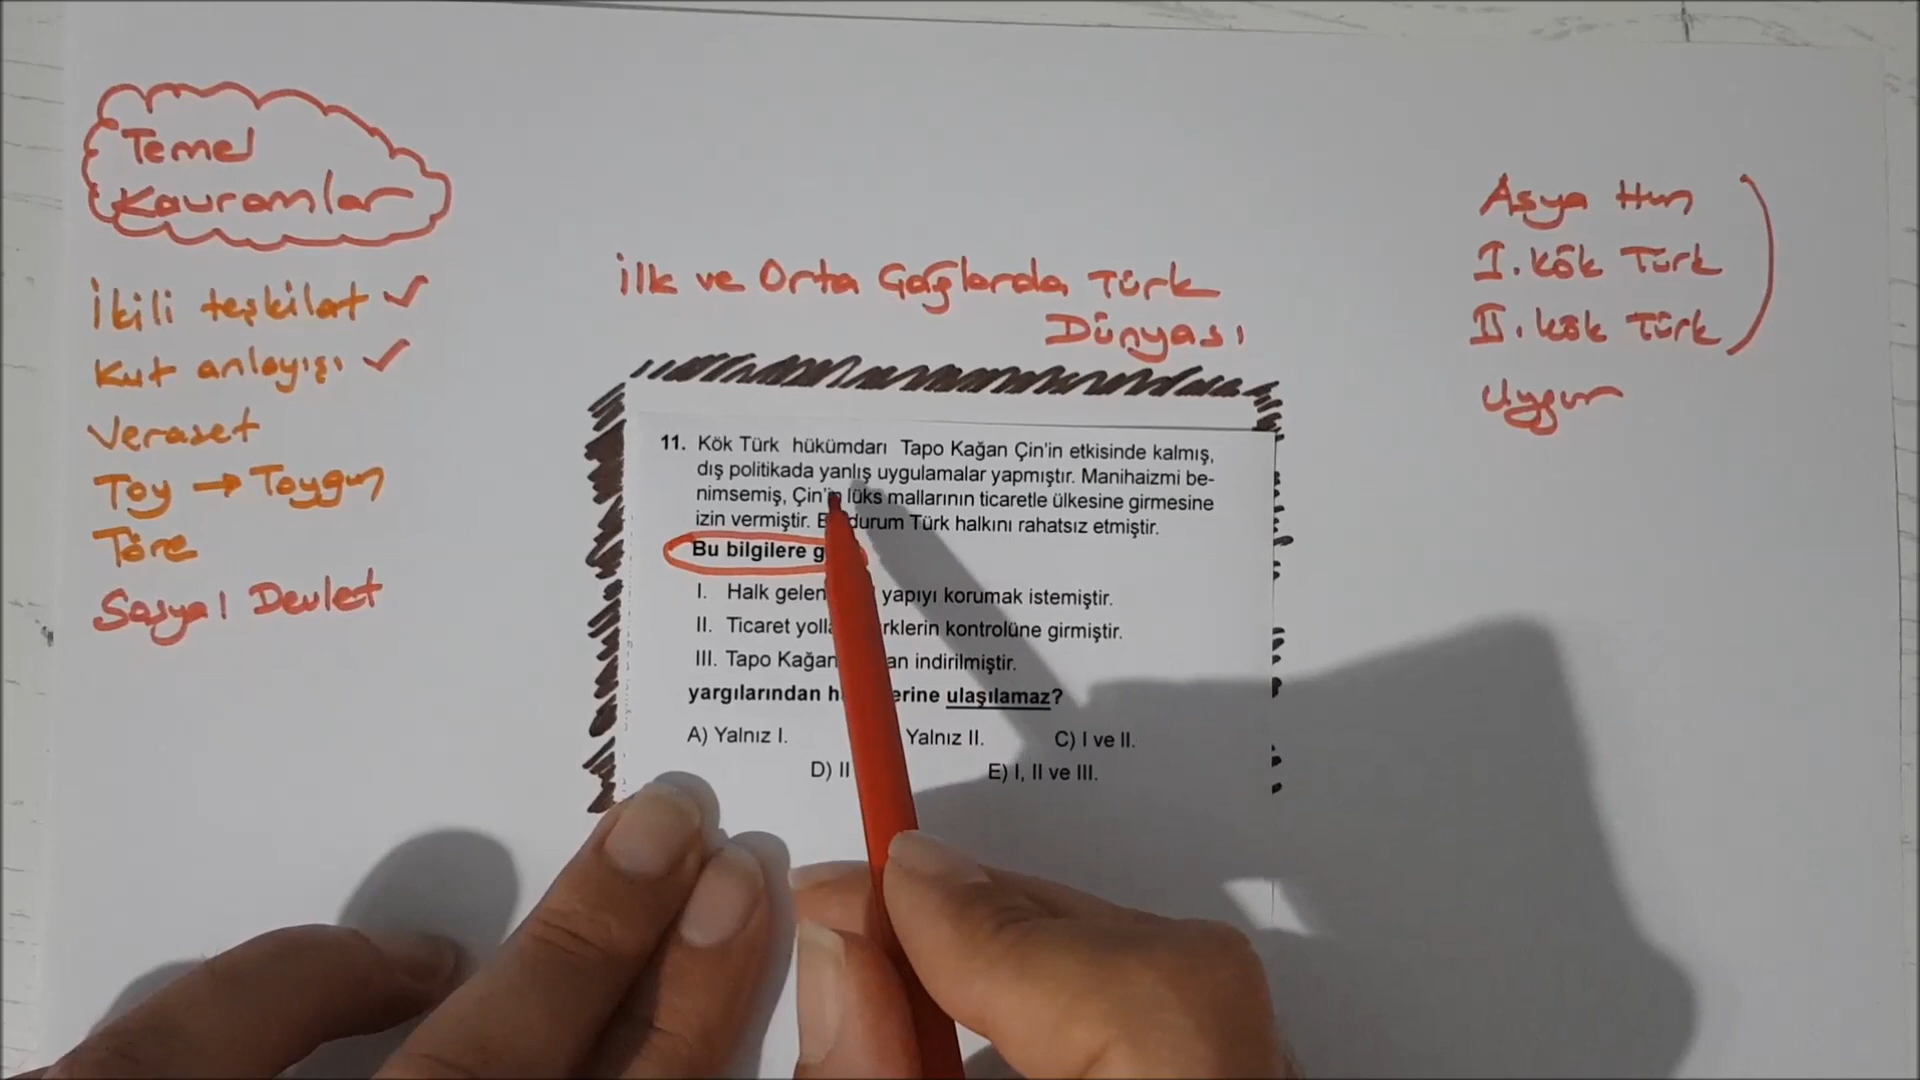 Temel
Kavramlar
İkili teşkilat ✓
Kut anlayışı ✓
Veraset
Toy → Toygun
Töre
Sosyal Devlet
İlk ve Orta Çağlarda Türk
Dünyası
Asya Hun
I. Kök Türk
II. Kök Türk
Uygur
11. Kök Türk hükümdarı Tapo Kağan Çin'in etkisinde kalmış,
dış politikada yanlış uygulamalar yapmıştır. Manihaizmi be-
nimsemiş, Çin'in lüks mallarının ticaretle ülkesine girmesine
izin vermiştir. durum Türk halkını rahatsız etmiştir.
Bu bilgilere
I. Halk yapıyı korumak istemiştir.
II. Ticaret kontrolüne girmiştir.
III. Tapo Kağan indirilmiştir.
yargılarından ulaşılamaz?
A) Yalnız I.
Yalnız II.
C) I ve II.
D) II
E) I, II ve III.